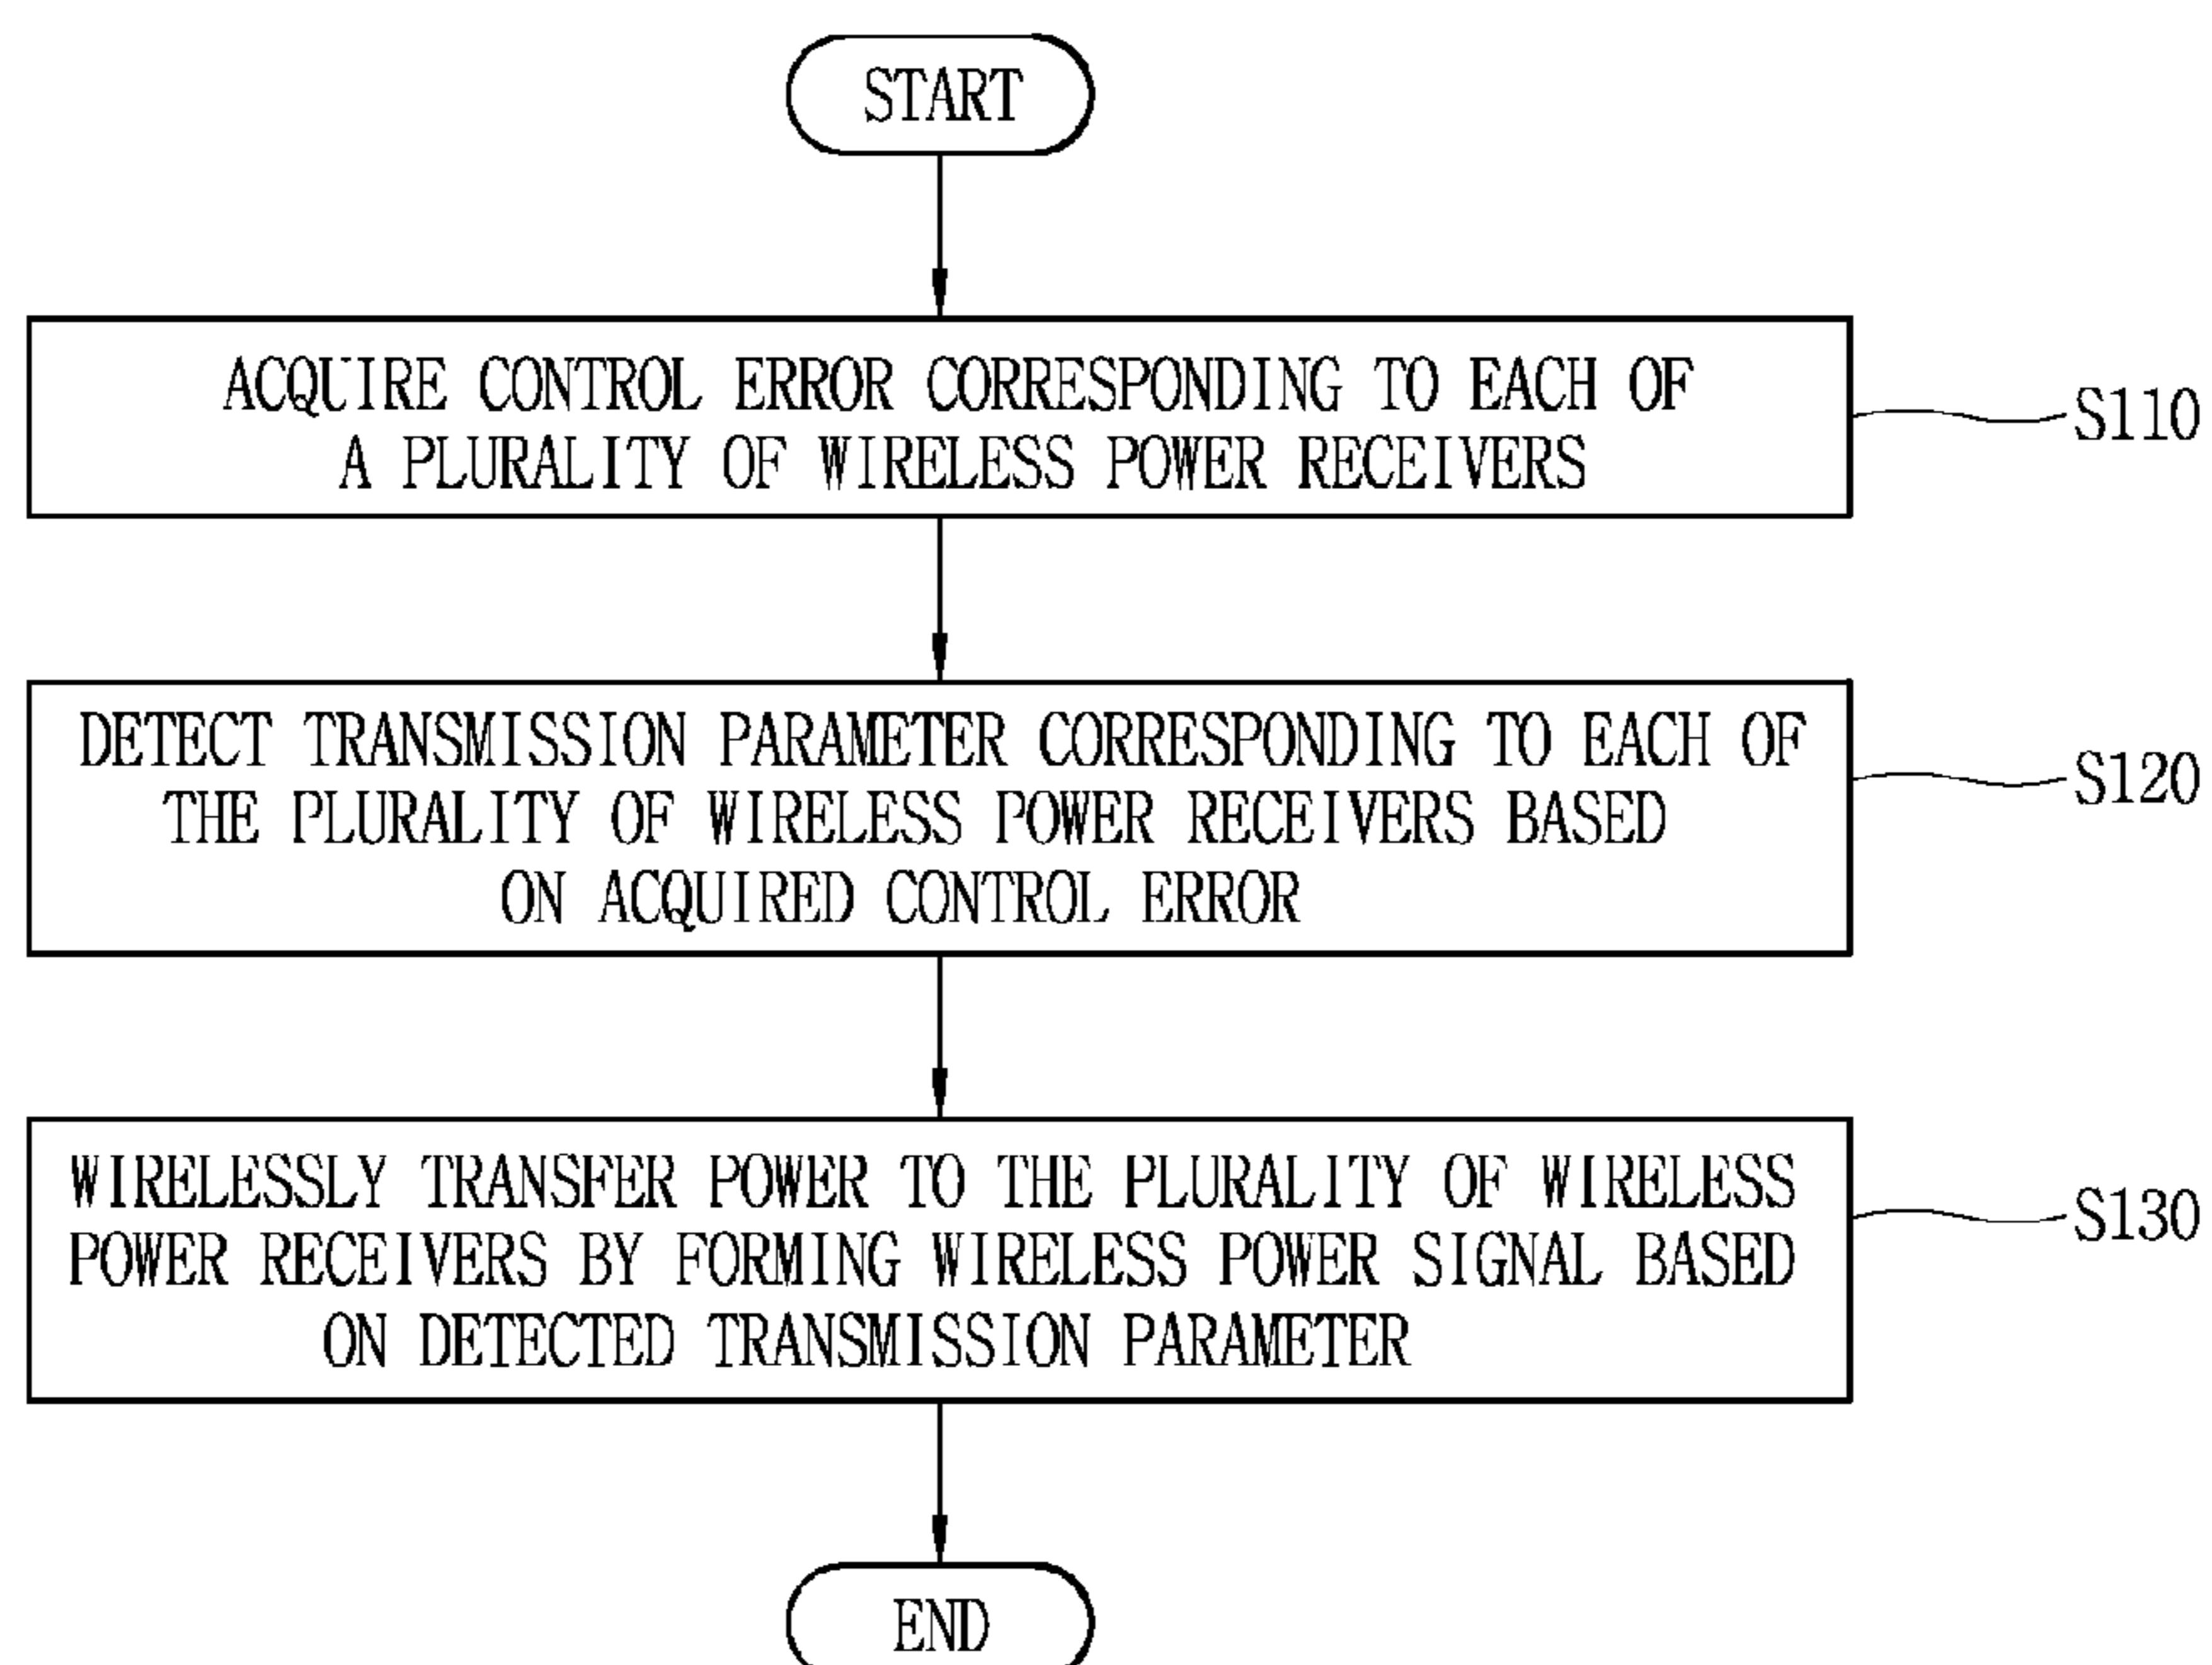 START
ACQUIRE CONTROL ERROR CORRESPONDING TO EACH OF
A PLURALITY OF WIRELESS POWER RECEIVERS
S110
DETECT TRANSMISSION PARAMETER CORRESPONDING TO EACH OF
THE PLURALITY OF WIRELESS POWER RECEIVERS BASED
ON ACQUIRED CONTROL ERROR
S120
WIRELESSLY TRANSFER POWER TO THE PLURALITY OF WIRELESS
POWER RECEIVERS BY FORMING WIRELESS POWER SIGNAL BASED
ON DETECTED TRANSMISSION PARAMETER
S130
END